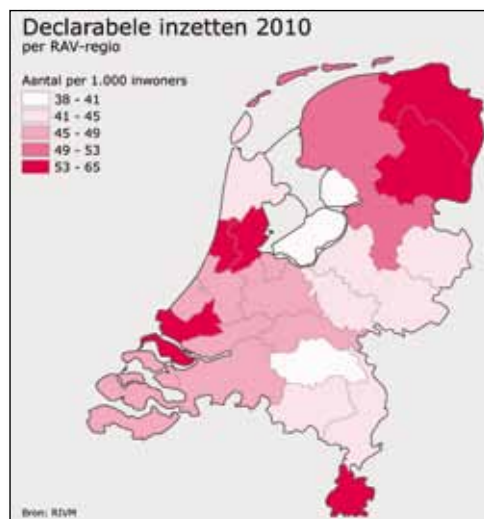 Declarabele inzetten 2010
per RAV-regio
Aantal per 1.000 inwoners
38 - 41
41 - 45
45 - 49
49 - 53
53 - 65
Bron: RIVM